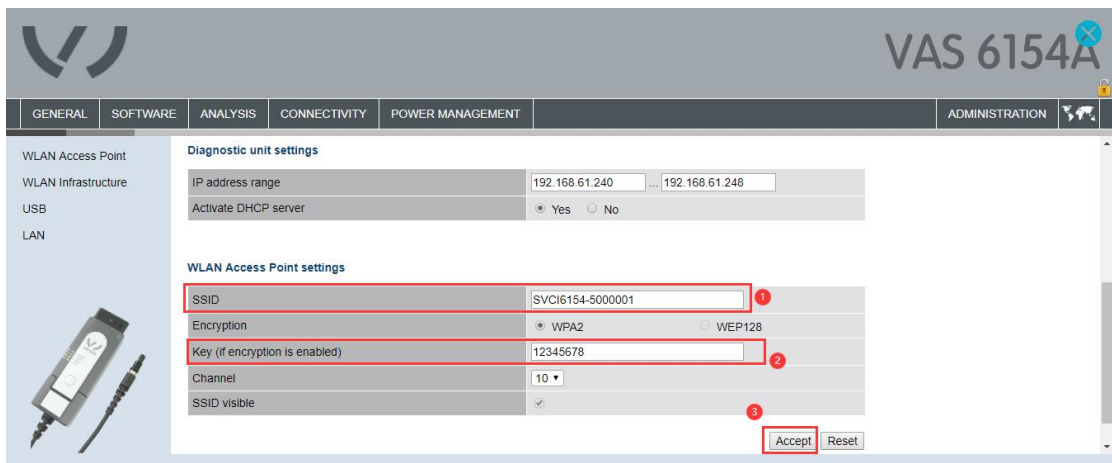 VAS 6154A
GENERAL SOFTWARE ANALYSIS CONNECTIVITY POWER MANAGEMENT ADMINISTRATION
WLAN Access Point
WLAN Infrastructure
USB
LAN
Diagnostic unit settings
IP address range 192.168.61.240 ... 192.168.61.248
Activate DHCP server Yes No
WLAN Access Point settings
SSID SVCI6154-5000001 1
Encryption WPA2 WEP128
Key (if encryption is enabled) 12345678 2
Channel 10
SSID visible
3
Accept Reset